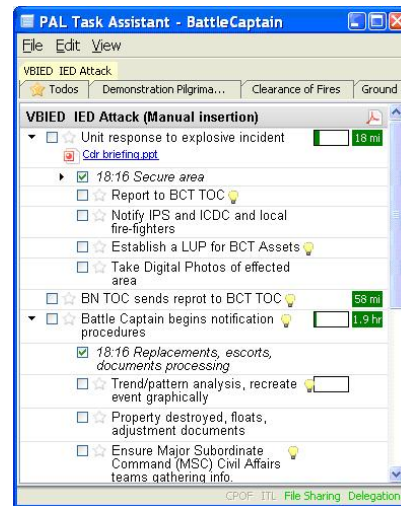 PAL Task Assistant - BattleCaptain
File Edit View
VBIED IED Attack
Todos Demonstration Pilgrima... Clearance of Fires Ground
VBIED IED Attack (Manual insertion)
Unit response to explosive incident 18 mi
Cdr briefing.ppt
18:16 Secure area
Report to BCT TOC
Notify IPS and ICDC and local
fire-fighters
Establish a LUP for BCT Assets
Take Digital Photos of effected
area
BN TOC sends reprot to BCT TOC 58 mi
Battle Captain begins notification 1.9 hr
procedures
18:16 Replacements, escorts,
documents processing
Trend/pattern analysis, recreate
event graphically
Property destroyed, floats,
adjustment documents
Ensure Major Subordinate
Command (MSC) Civil Affairs
teams gathering info.
CPOF ITL File Sharing Delegation